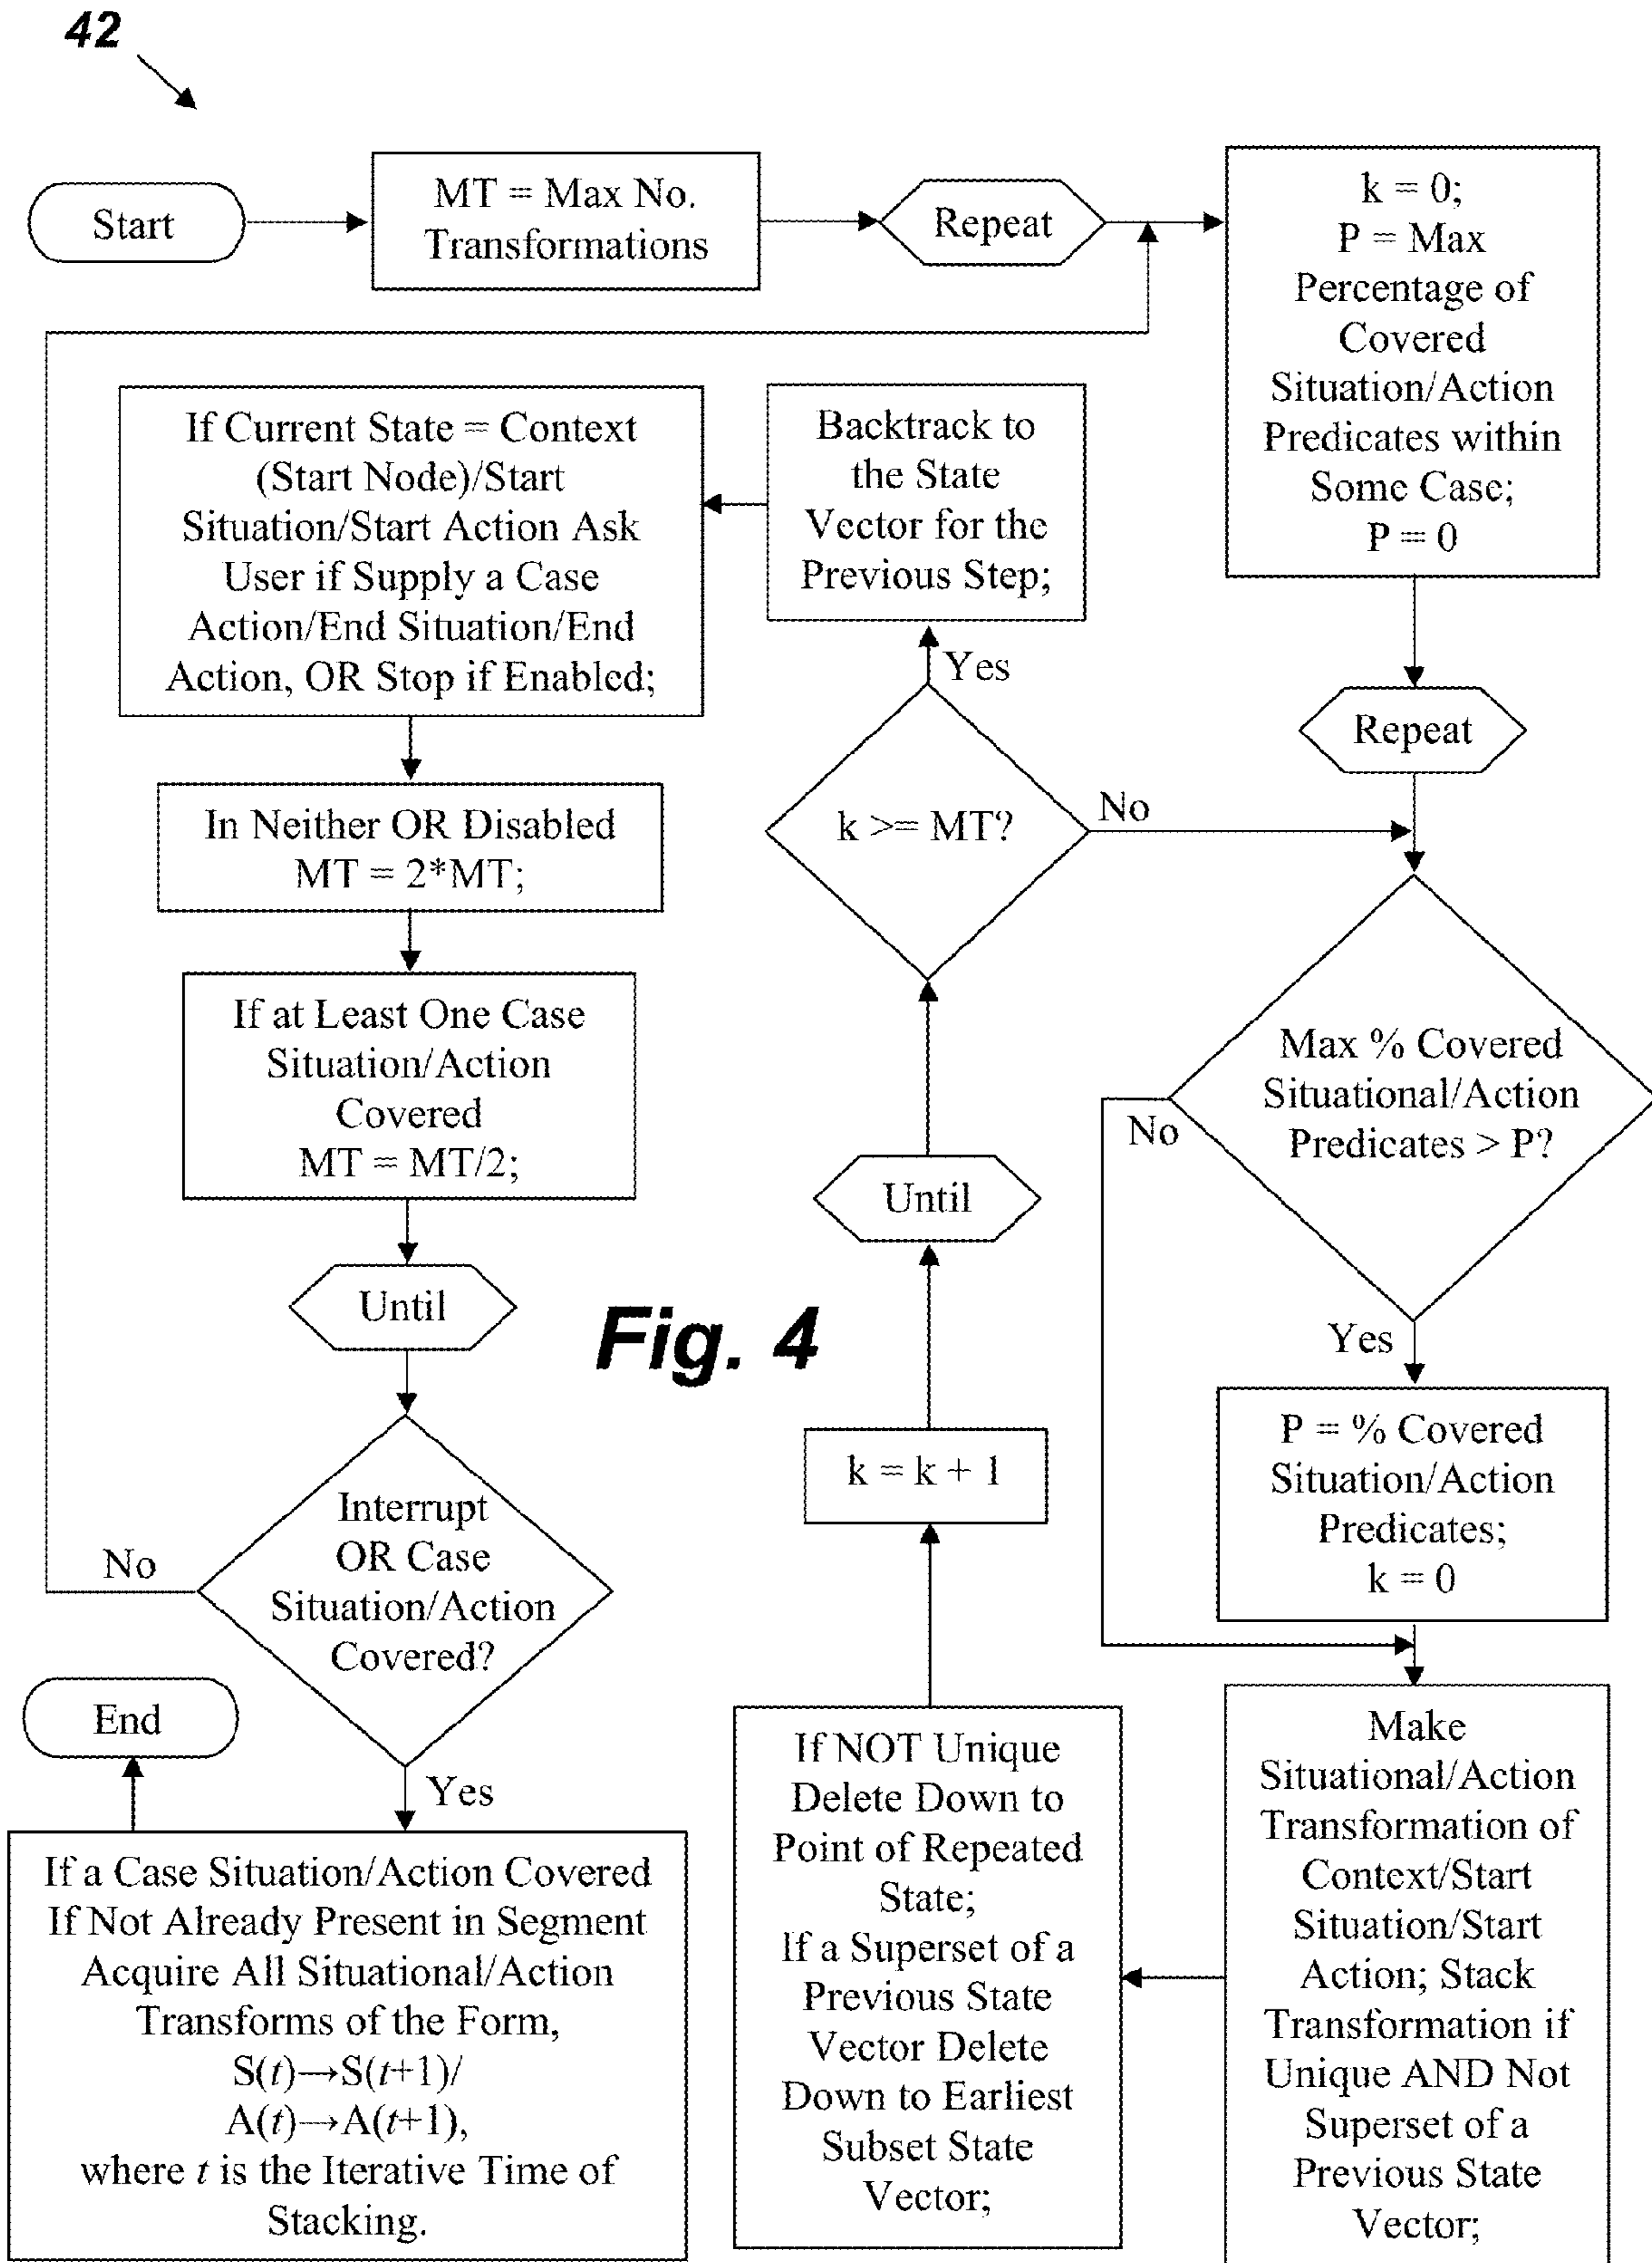 42
Start
MT = Max No.
Transformations
Repeat
k = 0;
P = Max
Percentage of
Covered
Situation/Action
Predicates within
Some Case;
P = 0
Repeat
Max % Covered
Situational/Action
Predicates > P?
No
Yes
P = % Covered
Situation/Action
Predicates;
k = 0
Make
Situational/Action
Transformation of
Context/Start
Situation/Start
Action; Stack
Transformation if
Unique AND Not
Superset of a
Previous State
Vector;
If NOT Unique
Delete Down to
Point of Repeated
State;
If a Superset of a
Previous State
Vector Delete
Down to Earliest
Subset State
Vector;
k = k + 1
Until
k >= MT?
No
Yes
Backtrack to
the State
Vector for the
Previous Step;
If Current State = Context
(Start Node)/Start
Situation/Start Action Ask
User if Supply a Case
Action/End Situation/End
Action, OR Stop if Enabled;
In Neither OR Disabled
MT = 2*MT;
If at Least One Case
Situation/Action
Covered
MT = MT/2;
Until
Interrupt
OR Case
Situation/Action
Covered?
No
Yes
If a Case Situation/Action Covered
If Not Already Present in Segment
Acquire All Situational/Action
Transforms of the Form,
S(t)→S(t+1)/
A(t)→A(t+1),
where t is the Iterative Time of
Stacking.
End
Fig. 4